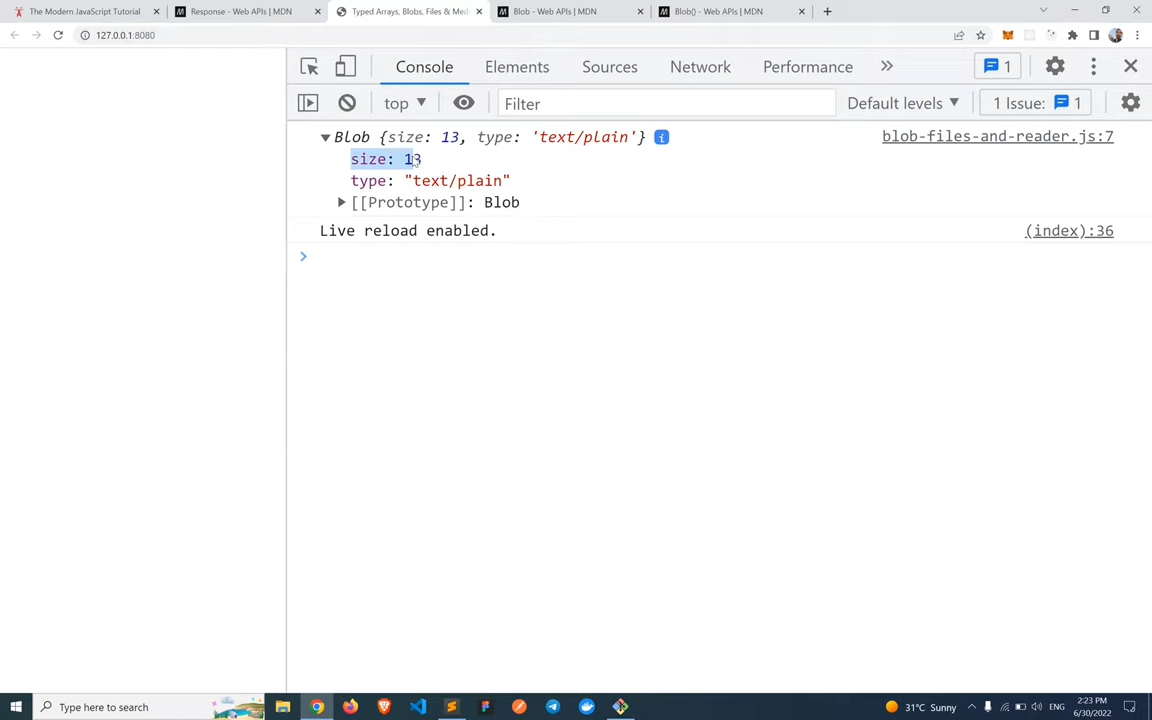 The Modern JavaScript Tutorial
Response - Web APIs | MDN
Typed Arrays, Blobs, Files & Med
Blob - Web APIs | MDN
Blob() - Web APIs | MDN
127.0.0.1:8080
Console
Elements
Sources
Network
Performance
1
top
Filter
Default levels
1 Issue: 1
Blob {size: 13, type: 'text/plain'}
blob-files-and-reader.js:7
size: 13
type: "text/plain"
[[Prototype]]: Blob
Live reload enabled.
(index):36
Type here to search
31°C Sunny
ENG
2:23 PM
6/30/2022